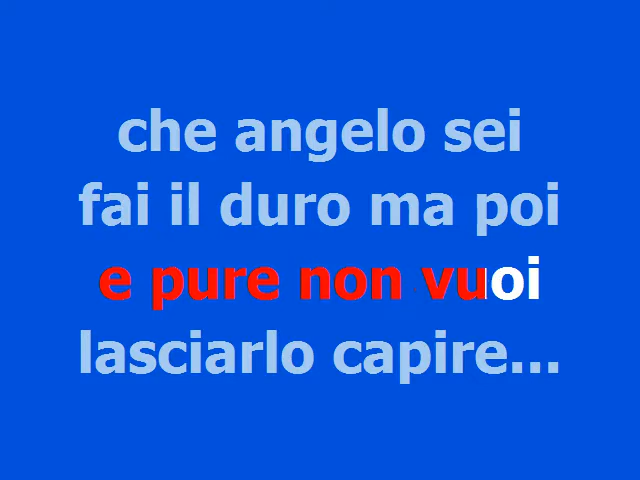 che angelo sei
fai il duro ma poi
e pure non vuoi
lasciarlo capire...